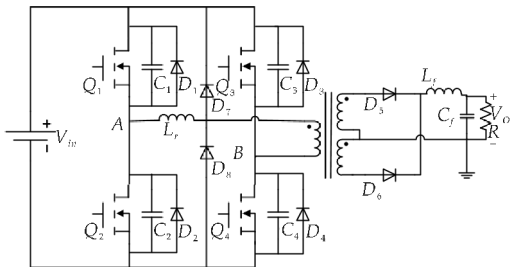 Q1
C1
D1
D7
Q3
C3
D3
D5
Lf
+
Cf
Vo
R
−
A
Lr
+
Vin
−
B
D8
D6
Q2
C2
D2
Q4
C4
D4